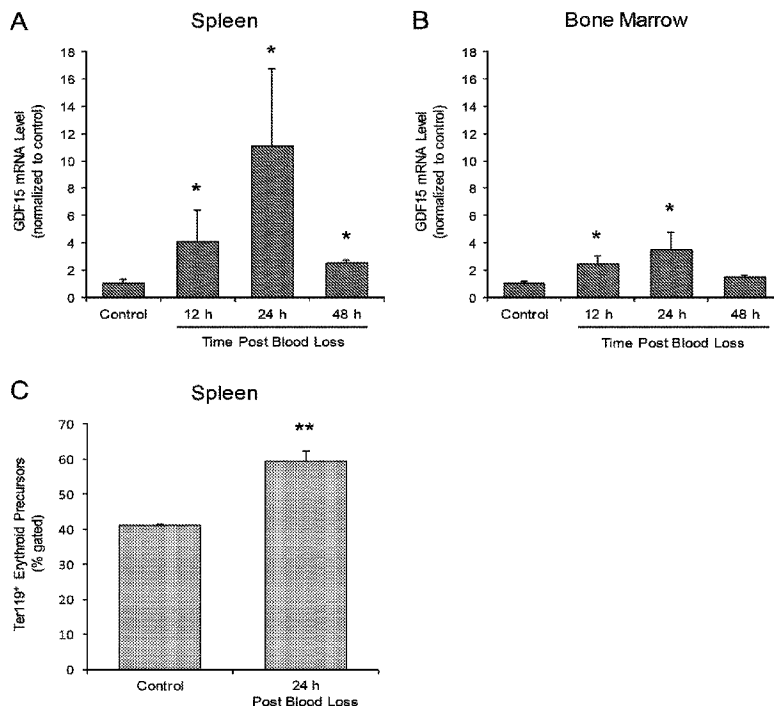 A
Spleen
GDF15 mRNA Level
(normalized to control)
18
16
14
12
10
8
6
4
2
0
*
*
*
Control
12 h
24 h
48 h
Time Post Blood Loss
B
Bone Marrow
GDF15 mRNA Level
(normalized to control)
18
16
14
12
10
8
6
4
2
0
*
*
Control
12 h
24 h
48 h
Time Post Blood Loss
C
Spleen
Ter119+ Erythroid Precursors
(% gated)
70
60
50
40
30
20
10
0
**
Control
24 h
Post Blood Loss